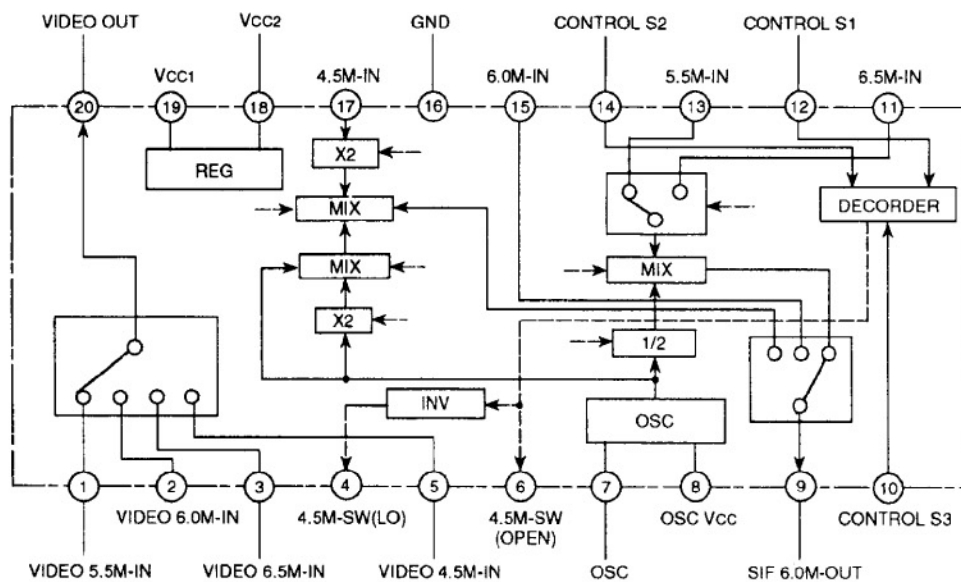 VIDEO OUT VCC2 GND CONTROL S2 CONTROL S1
VCC1 4.5M-IN 6.0M-IN 5.5M-IN 6.5M-IN
20 19 18 17 16 15 14 13 12 11
X2
REG
MIX
DECORDER
MIX
MIX
X2
1/2
INV
OSC
1 2 3 4 5 6 7 8 9 10
VIDEO 6.0M-IN 4.5M-SW(LO) 4.5M-SW OSC VCC CONTROL S3
(OPEN)
VIDEO 5.5M-IN VIDEO 6.5M-IN VIDEO 4.5M-IN OSC SIF 6.0M-OUT